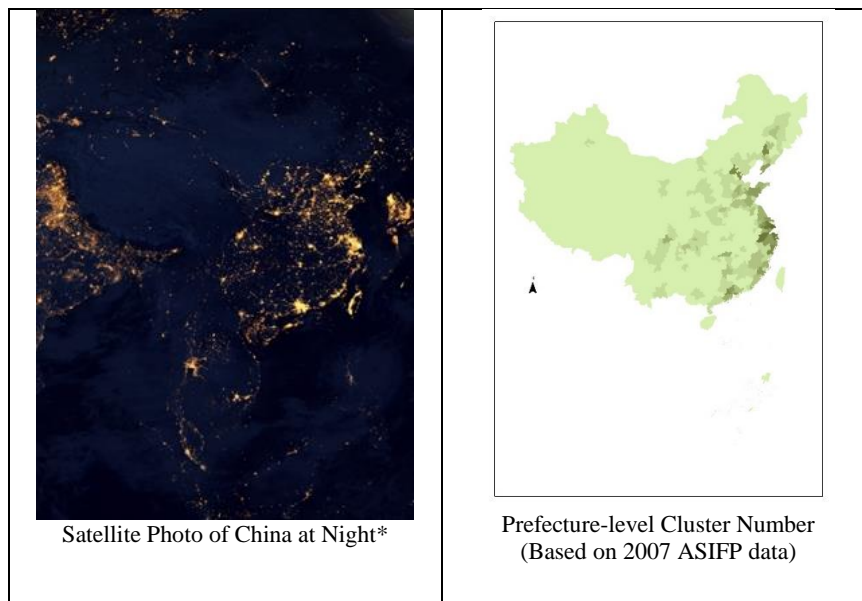 Satellite Photo of China at Night*
Prefecture-level Cluster Number
(Based on 2007 ASIFP data)